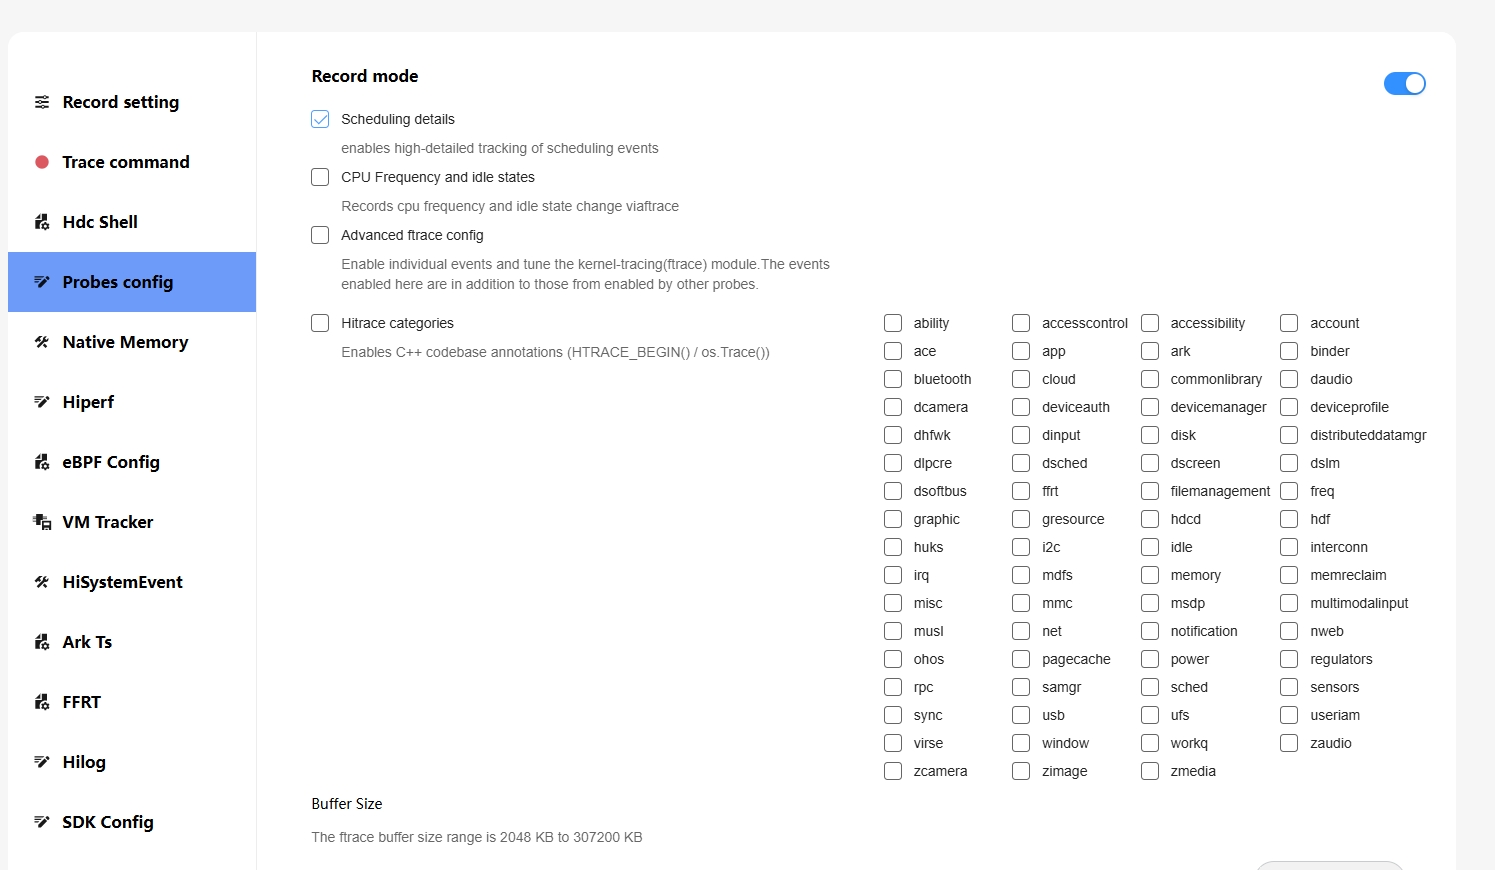 Record setting
Trace command
Hdc Shell
Probes config
Native Memory
Hiperf
eBPF Config
VM Tracker
HiSystemEvent
Ark Ts
FFRT
Hilog
SDK Config
Record mode
Scheduling details
enables high-detailed tracking of scheduling events
CPU Frequency and idle states
Records cpu frequency and idle state change viaftrace
Advanced ftrace config
Enable individual events and tune the kernel-tracing(ftrace) module.The events
enabled here are in addition to those from enabled by other probes.
Hitrace categories
Enables C++ codebase annotations (HTRACE_BEGIN() / os.Trace())
ability accesscontrol accessibility account
ace app ark binder
bluetooth cloud commonlibrary daudio
dcamera deviceauth devicemanager deviceprofile
dhfwk dinput disk distributeddatamgr
dlpcre dsched dscreen dslm
dsoftbus ffrt filemanagement freq
graphic gresource hdcd hdf
huks i2c idle interconn
irq mdfs memory memreclaim
misc mmc msdp multimodalinput
musl net notification nweb
ohos pagecache power regulators
rpc samgr sched sensors
sync usb ufs useriam
virse window workq zaudio
zcamera zimage zmedia
Buffer Size
The ftrace buffer size range is 2048 KB to 307200 KB